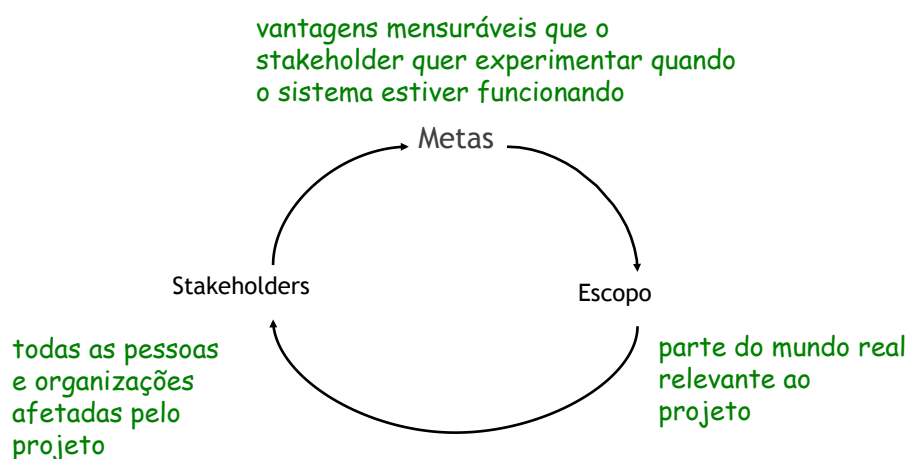 vantagens mensuráveis que o
stakeholder quer experimentar quando
o sistema estiver funcionando
Metas
Stakeholders
Escopo
todas as pessoas
e organizações
afetadas pelo
projeto
parte do mundo real
relevante ao
projeto